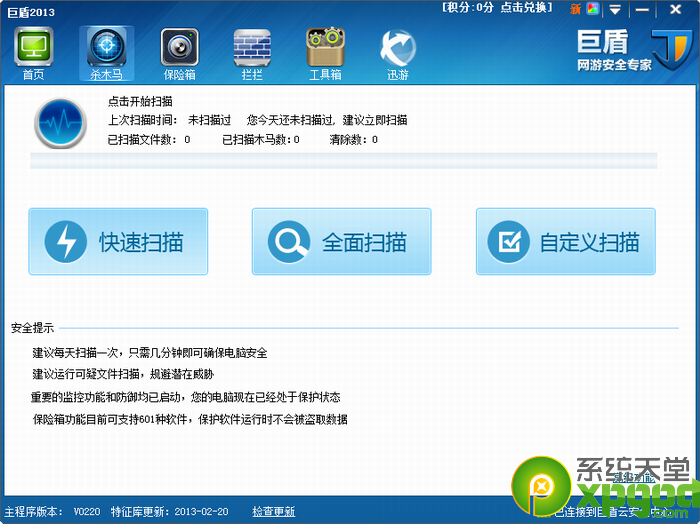 巨盾2013
[积分:0分 点击兑换]
新
首页
杀木马
保险箱
拦拦
工具箱
迅游
巨盾
网游安全专家
点击开始扫描
上次扫描时间: 未扫描过 您今天还未扫描过, 建议立即扫描
已扫描文件数: 0 已扫描木马数:0 清除数: 0
快速扫描
全面扫描
自定义扫描
安全提示
建议每天扫描一次，只需几分钟即可确保电脑安全
建议运行可疑文件扫描，规避潜在威胁
重要的监控功能和防御均已启动，您的电脑现在已经处于保护状态
保险箱功能目前可支持601种软件，保护软件运行时不会被盗取数据
系统天堂
主程序版本: V0220 特征库更新: 2013-02-20 检查更新
已连接到巨盾云安全中心